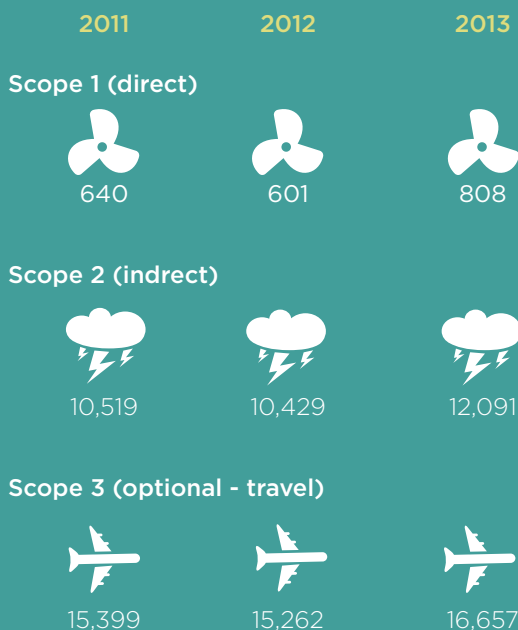 2011 2012 2013
Scope 1 (direct)
640 601 808
Scope 2 (indrect)
10,519 10,429 12,091
Scope 3 (optional - travel)
15,399 15,262 16,657